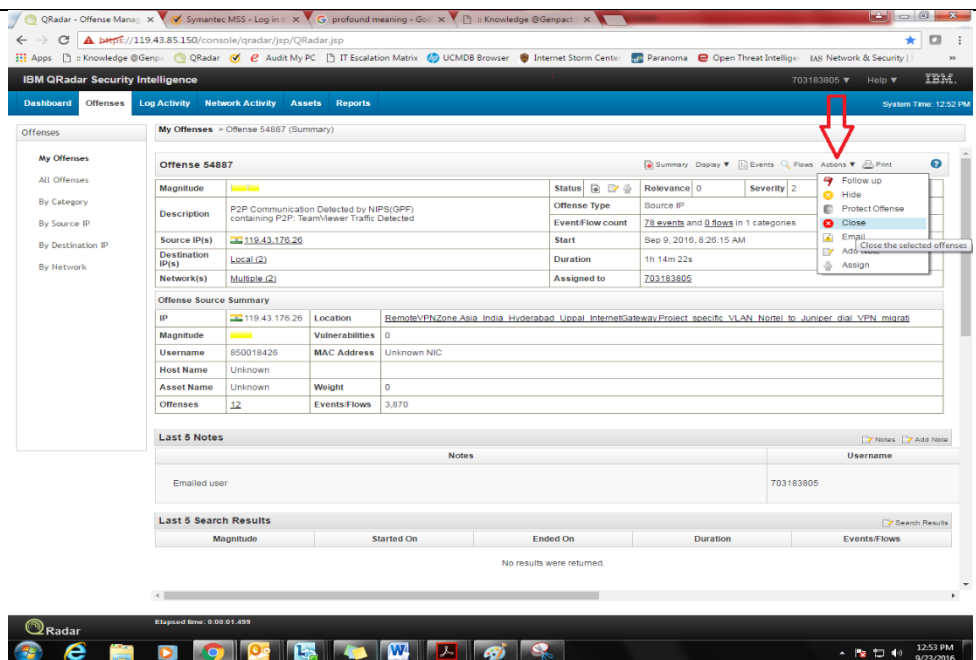 QRadar - Offense Manag
Symantec MSS - Log in t
profound meaning - Goo
:: Knowledge @Genpact
https://119.43.85.150/console/qradar/jsp/QRadar.jsp
Apps :: Knowledge @Genpa QRadar Audit My PC IT Escalation Matrix UCMDB Browser Internet Storm Center Paranoma Open Threat Intellige IAS Network & Security | »
IBM QRadar Security Intelligence
703183805 ▼ Help ▼ IBM.
Dashboard Offenses Log Activity Network Activity Assets Reports
System Time: 12:52 PM
Offenses
My Offenses
All Offenses
By Category
By Source IP
By Destination IP
By Network
My Offenses > Offense 54887 (Summary)
Offense 54887
Summary Display ▼ Events Flows Actions ▼ Print
Follow up
Hide
Protect Offense
Close
Email
Add
Assign
Close the selected offenses
Magnitude Status Relevance 0 Severity 2
Description P2P Communication Detected by NIPS(GPF)
containing P2P: TeamViewer Traffic Detected
Offense Type Source IP
Event/Flow count 78 events and 0 flows in 1 categories
Source IP(s) 119.43.176.26 Start Sep 9, 2016, 8:26:15 AM
Destination
IP(s) Local (2) Duration 1h 14m 22s
Network(s) Multiple (2) Assigned to 703183805
Offense Source Summary
IP 119.43.176.26 Location RemoteVPNZone.Asia_India_Hyderabad_Uppal_InternetGateway.Project_specific_VLAN_Nortel_to_Juniper_dial_VPN_migrati
Magnitude Vulnerabilities 0
Username 850018426 MAC Address Unknown NIC
Host Name Unknown
Asset Name Unknown Weight 0
Offenses 12 Events/Flows 3,870
Last 5 Notes
Notes Add Note
Notes Username
Emailed user 703183805
Last 5 Search Results
Search Results
Magnitude Started On Ended On Duration Events/Flows
No results were returned.
QRadar
Elapsed time: 0:00:01.499
12:53 PM
9/23/2016